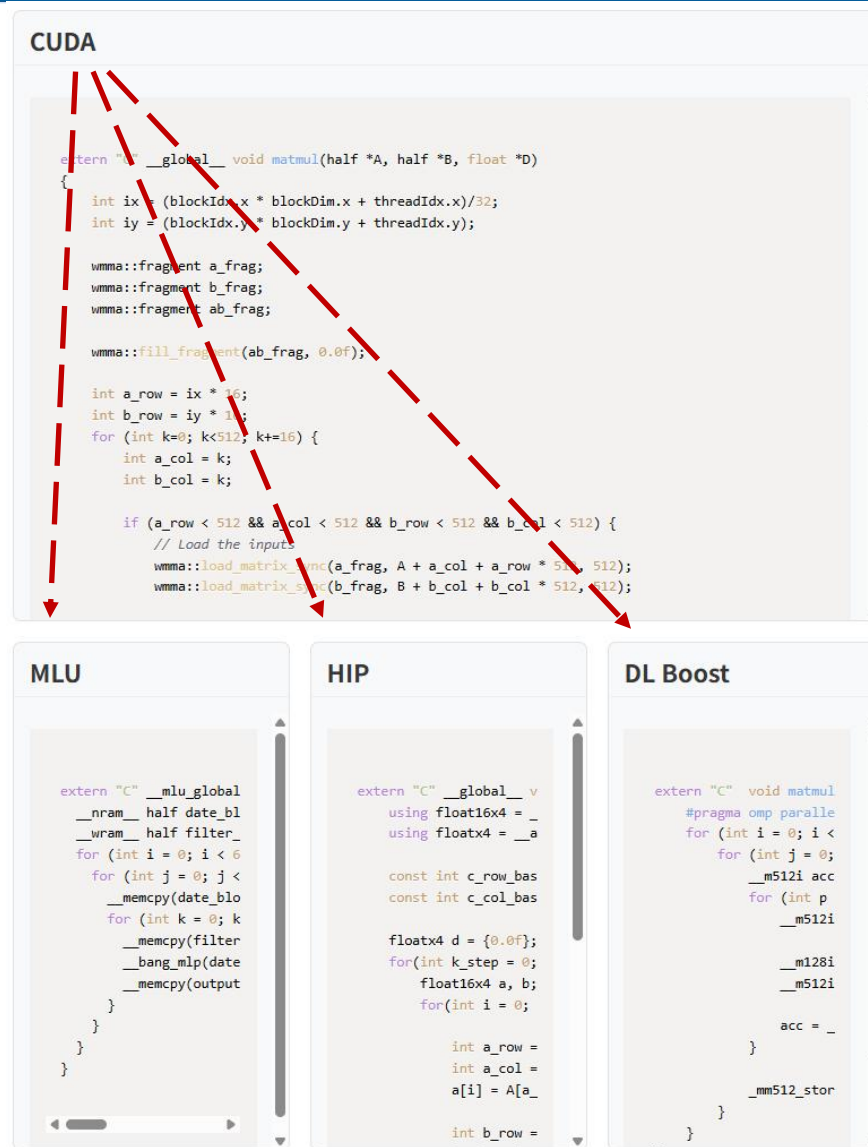 CUDA
extern "C" __global__ void matmul(half *A, half *B, float *D)
{
    int ix = (blockIdx.x * blockDim.x + threadIdx.x)/32;
    int iy = (blockIdx.y * blockDim.y + threadIdx.y);
    wmma::fragment a_frag;
    wmma::fragment b_frag;
    wmma::fragment ab_frag;
    wmma::fill_fragment(ab_frag, 0.0f);
    int a_row = ix * 16;
    int b_row = iy * 16;
    for (int k=0; k<512; k+=16) {
        int a_col = k;
        int b_col = k;
        if (a_row < 512 && a_col < 512 && b_row < 512 && b_col < 512) {
            // Load the inputs
            wmma::load_matrix_sync(a_frag, A + a_col + a_row * 512, 512);
            wmma::load_matrix_sync(b_frag, B + b_col + b_col * 512, 512);
MLU
extern "C" __mlu_global
  __nram__ half date_bl
  __wram__ half filter_
  for (int i = 0; i < 6
    for (int j = 0; j <
      __memcpy(date_blo
      for (int k = 0; k
        __memcpy(filter
        __bang_mlp(date
        __memcpy(output
      }
    }
  }
}
HIP
extern "C" __global__ v
    using float16x4 = _
    using floatx4 = __a
    const int c_row_bas
    const int c_col_bas
    floatx4 d = {0.0f};
    for(int k_step = 0;
        float16x4 a, b;
        for(int i = 0;
            int a_row =
            int a_col =
            a[i] = A[a_
            int b_row =
DL Boost
extern "C"  void matmul
    #pragma omp paralle
    for (int i = 0; i <
        for (int j = 0;
            __m512i acc
            for (int p
                __m512i
                __m128i
                __m512i
                acc = _
            }
            _mm512_stor
        }
    }